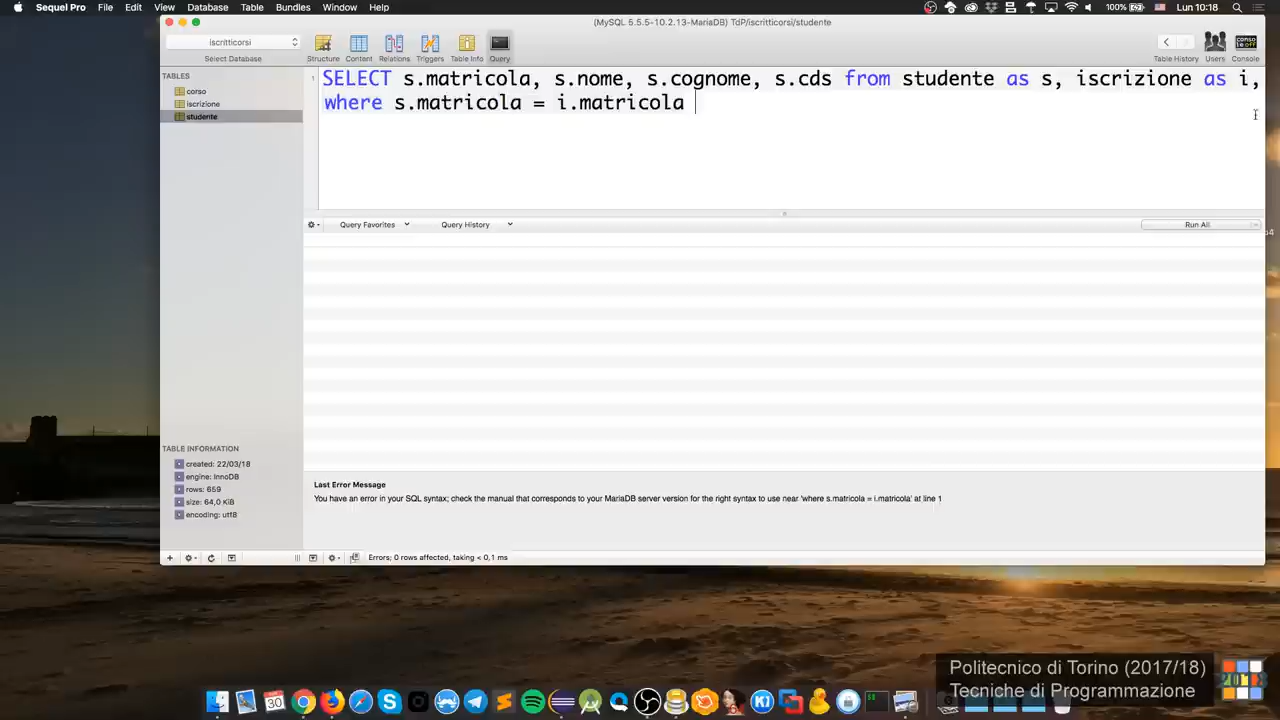 Sequel Pro File Edit View Database Table Bundles Window Help
100% Lun 10:18
(MySQL 5.5.5-10.2.13-MariaDB) TdP/iscritticorsi/studente
iscritticorsi
Select Database
Structure Content Relations Triggers Table Info Query
Table History Users Console
TABLES
corso
iscrizione
studente
1
SELECT s.matricola, s.nome, s.cognome, s.cds from studente as s, iscrizione as i,
where s.matricola = i.matricola
Query Favorites Query History Run All
TABLE INFORMATION
created: 22/03/18
engine: InnoDB
rows: 659
size: 64,0 KiB
encoding: utf8
Last Error Message
You have an error in your SQL syntax; check the manual that corresponds to your MariaDB server version for the right syntax to use near 'where s.matricola = i.matricola' at line 1
Errors; 0 rows affected, taking < 0,1 ms
Politecnico di Torino (2017/18)
Tecniche di Programmazione